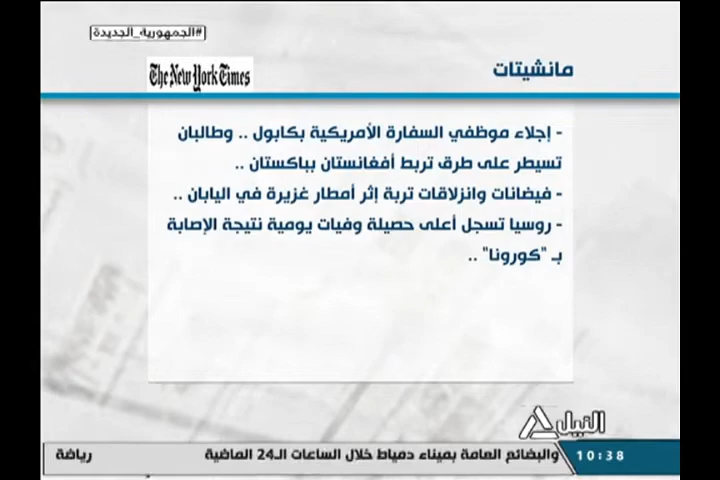 #الجمهورية_الجديدة
مانشيتات
The New York Times
- إجلاء موظفي السفارة الأمريكية بكابول .. وطالبان
تسيطر على طرق تربط أفغانستان بباكستان ..
- فيضانات وانزلاقات تربة إثر أمطار غزيرة في اليابان ..
- روسيا تسجل أعلى حصيلة وفيات يومية نتيجة الإصابة
بـ "كورونا" ..
النيل
10:38
والبضائع العامة بميناء دمياط خلال الساعات الـ24 الماضية
رياضة